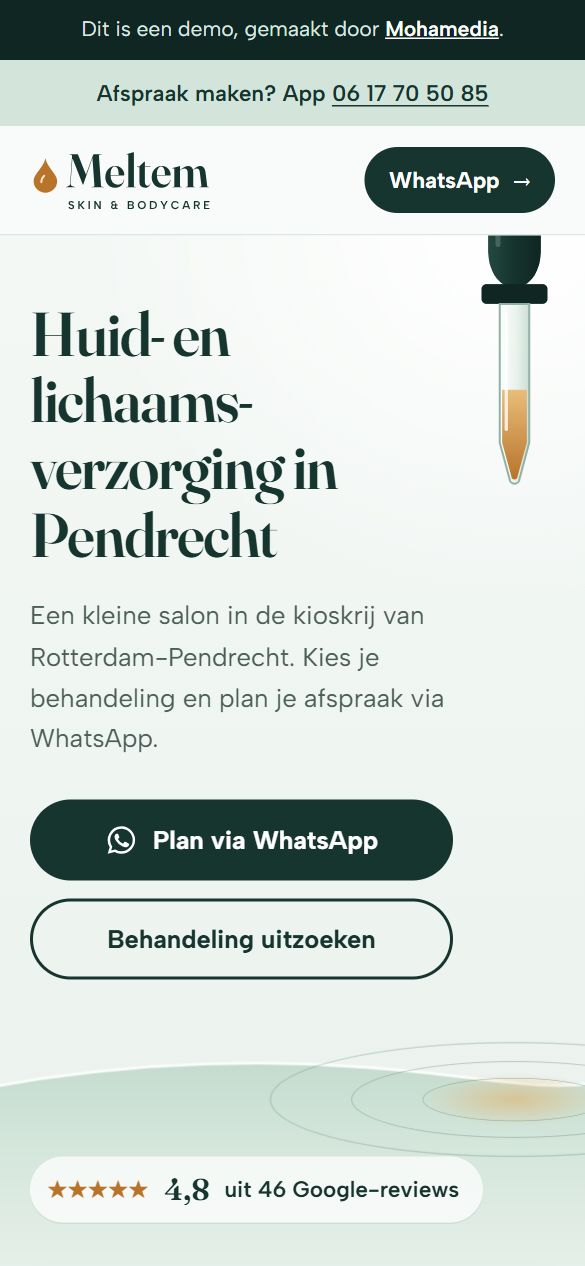 Dit is een demo, gemaakt door Mohamedia.
Afspraak maken? App 06 17 70 50 85
Meltem
SKIN & BODYCARE
WhatsApp →
Huid- en
lichaams-
verzorging in
Pendrecht
Een kleine salon in de kioskrij van
Rotterdam-Pendrecht. Kies je
behandeling en plan je afspraak via
WhatsApp.
Plan via WhatsApp
Behandeling uitzoeken
★★★★★ 4,8 uit 46 Google-reviews